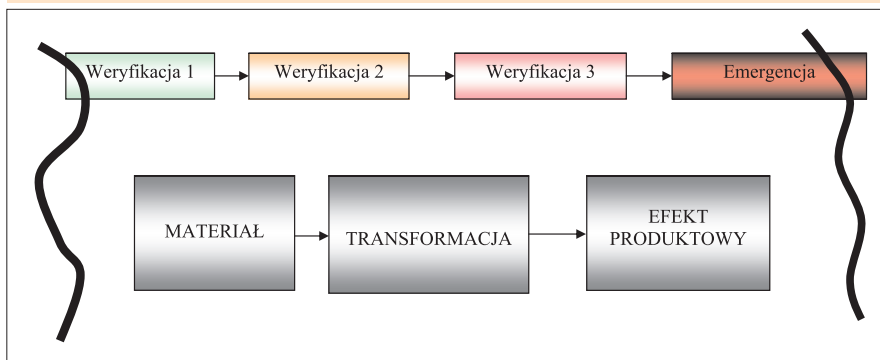 Weryfikacja 1
Weryfikacja 2
Weryfikacja 3
Emergencja
MATERIAŁ
TRANSFORMACJA
EFEKT
PRODUKTOWY